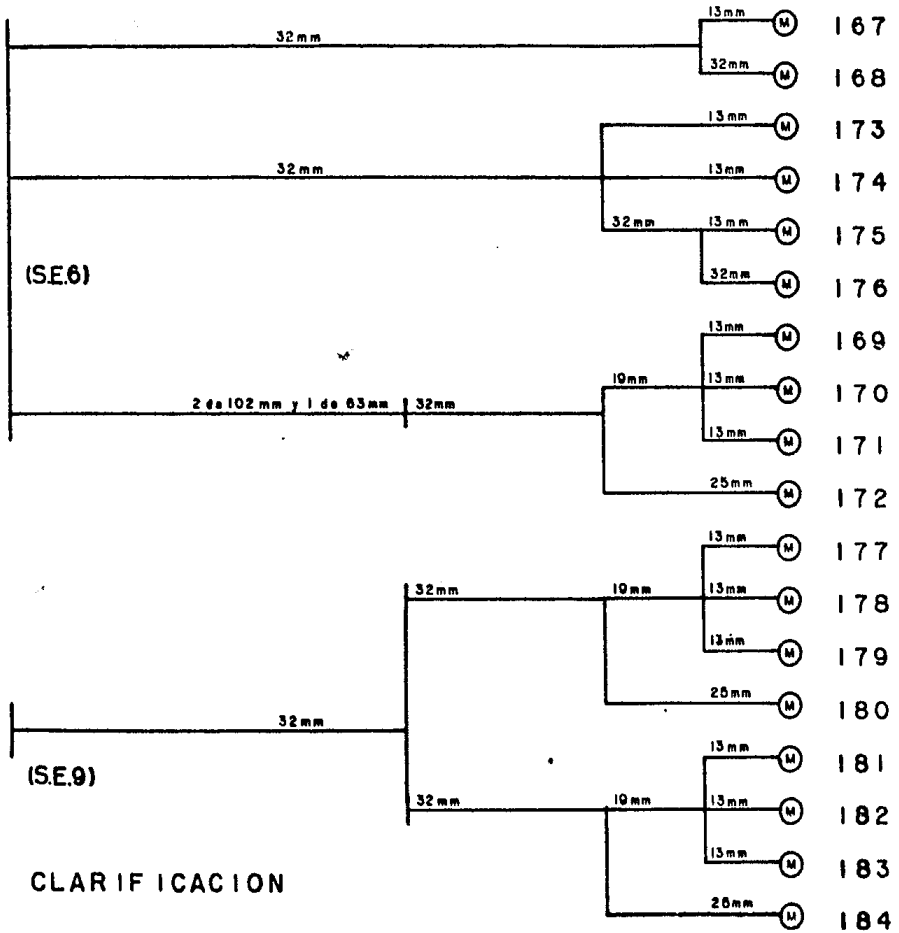 13mm M 167
32mm
32mm M 168
13mm M 173
32mm 13mm M 174
32mm 13mm M 175
(S.E.6)
32mm M 176
13mm M 169
19mm 13mm M 170
2 de 102 mm y 1 de 63mm 32mm
13mm M 171
25mm M 172
13mm M 177
32mm 19mm 13mm M 178
13mm M 179
25mm M 180
32mm
13mm M 181
(S.E.9)
32mm 19mm 13mm M 182
13mm M 183
CLARIFICACION
25mm M 184